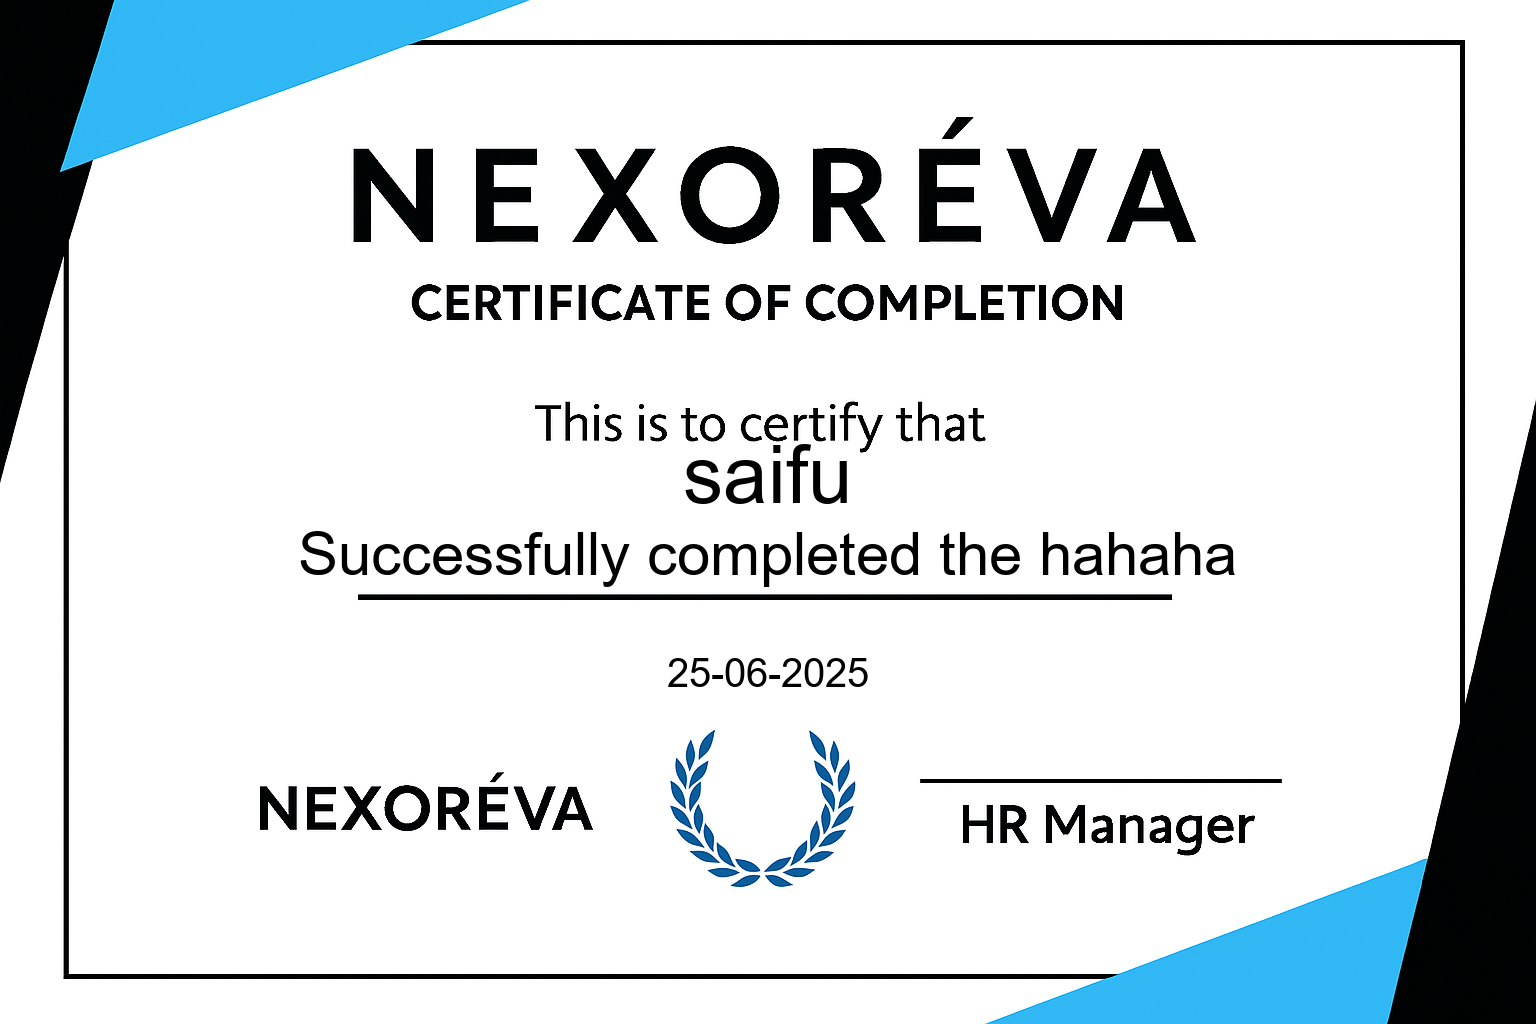 NEXORÉVA
CERTIFICATE OF COMPLETION
This is to certify that
saifu
Successfully completed the hahaha
25-06-2025
NEXORÉVA
HR Manager